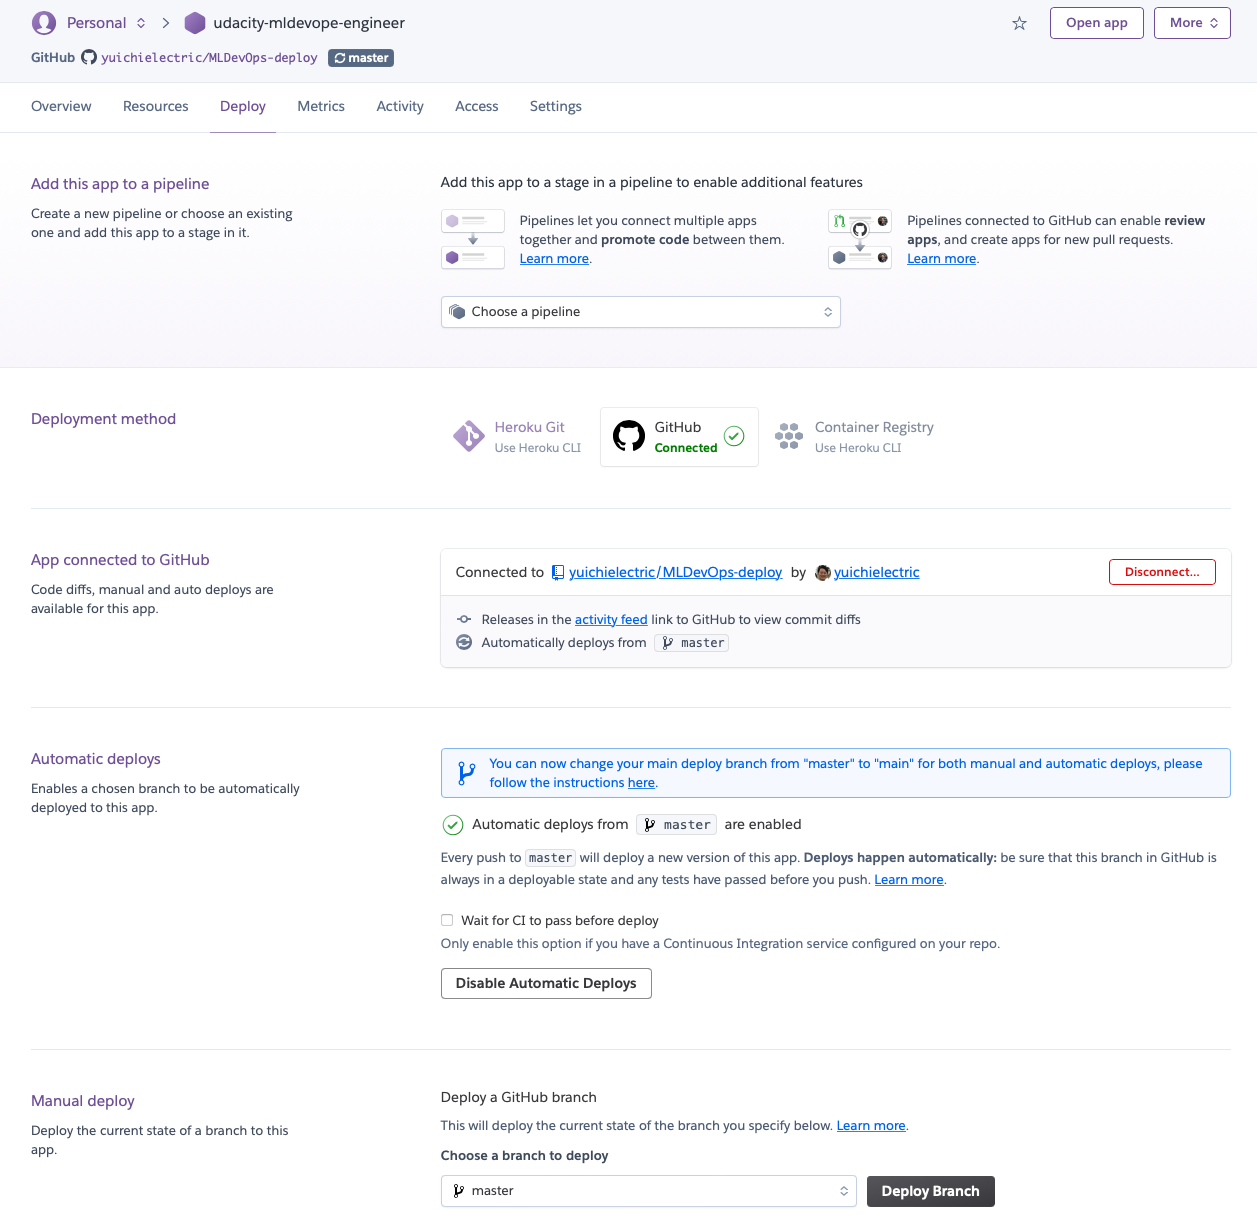 Personal > udacity-mldevope-engineer
Open app
More
GitHub yuichielectric/MLDevOps-deploy master
Overview Resources Deploy Metrics Activity Access Settings
Add this app to a pipeline
Create a new pipeline or choose an existing
one and add this app to a stage in it.
Add this app to a stage in a pipeline to enable additional features
Pipelines let you connect multiple apps
together and promote code between them.
Learn more.
Pipelines connected to GitHub can enable review
apps, and create apps for new pull requests.
Learn more.
Choose a pipeline
Deployment method
Heroku Git
Use Heroku CLI
GitHub
Connected
Container Registry
Use Heroku CLI
App connected to GitHub
Code diffs, manual and auto deploys are
available for this app.
Connected to yuichielectric/MLDevOps-deploy by yuichielectric
Disconnect...
Releases in the activity feed link to GitHub to view commit diffs
Automatically deploys from master
Automatic deploys
Enables a chosen branch to be automatically
deployed to this app.
You can now change your main deploy branch from "master" to "main" for both manual and automatic deploys, please
follow the instructions here.
Automatic deploys from master are enabled
Every push to master will deploy a new version of this app. Deploys happen automatically: be sure that this branch in GitHub is
always in a deployable state and any tests have passed before you push. Learn more.
Wait for CI to pass before deploy
Only enable this option if you have a Continuous Integration service configured on your repo.
Disable Automatic Deploys
Manual deploy
Deploy the current state of a branch to this
app.
Deploy a GitHub branch
This will deploy the current state of the branch you specify below. Learn more.
Choose a branch to deploy
master
Deploy Branch